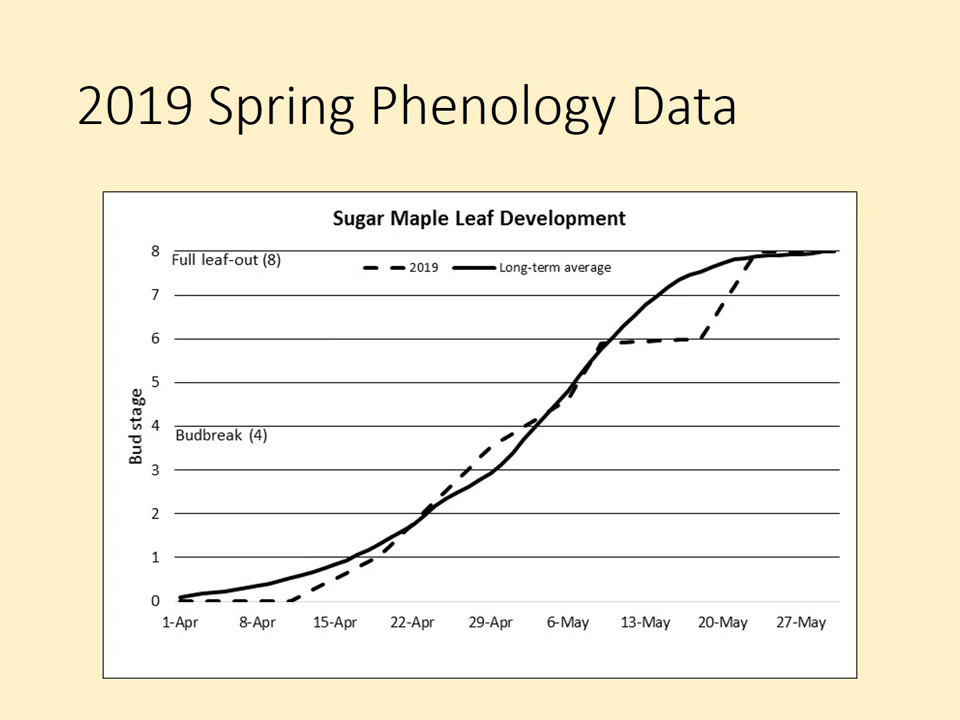 2019 Spring Phenology Data
Sugar Maple Leaf Development
8
Full leaf-out (8)
2019
Long-term average
7
6
5
Bud stage
4
Budbreak (4)
3
2
1
0
1-Apr 8-Apr 15-Apr 22-Apr 29-Apr 6-May 13-May 20-May 27-May